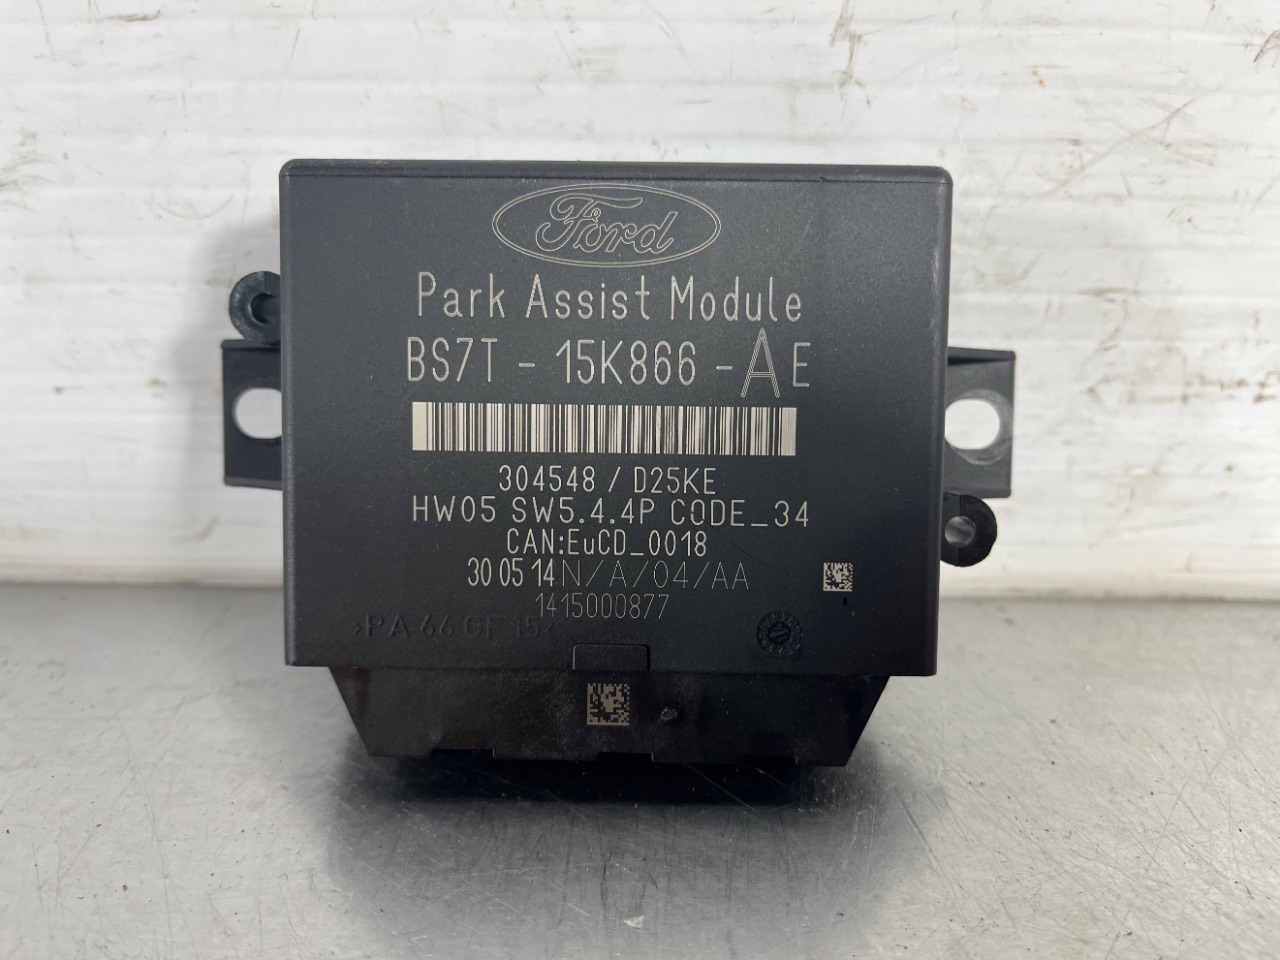 Ford
Park Assist Module
BS7T - 15K866 - AE
304548 / D25KE
HW05 SW5.4.4P CODE_34
CAN:EuCD_0018
30 05 14 N/A/04/AA
1415000877
>PA 66 GF 15<